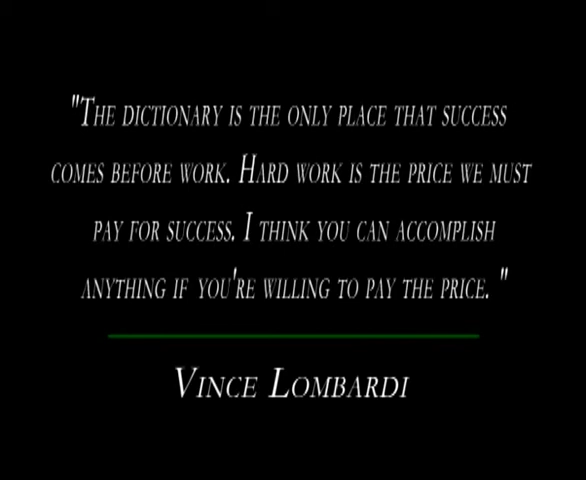 "The dictionary is the only place that success
comes before work. Hard work is the price we must
pay for success. I think you can accomplish
anything if you're willing to pay the price. "
Vince Lombardi